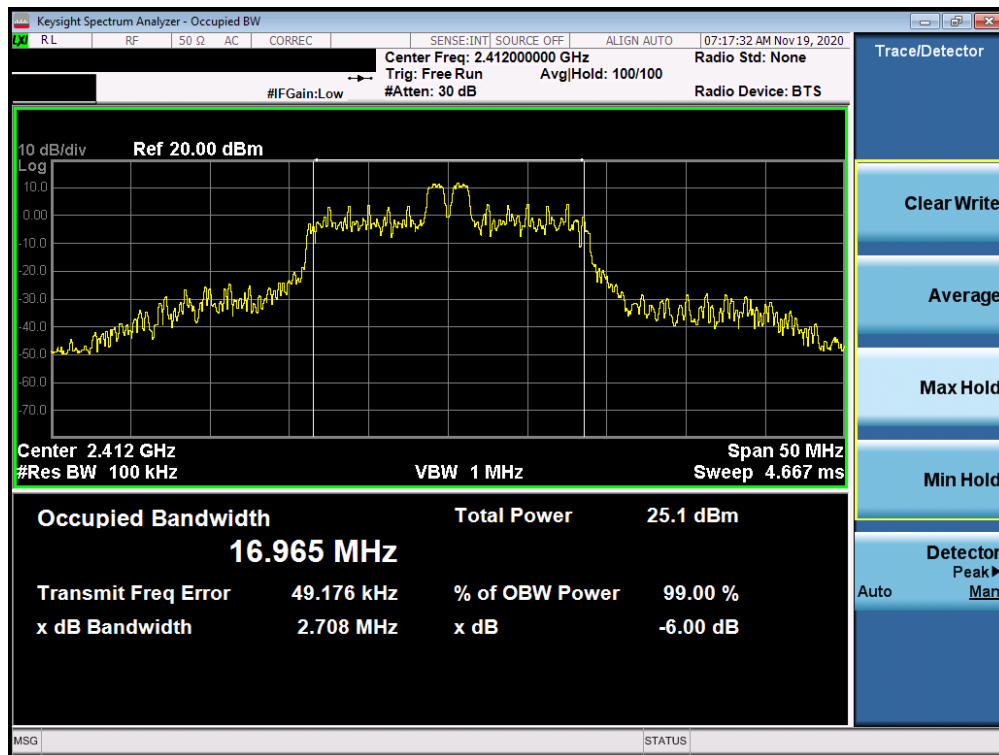 Keysight Spectrum Analyzer - Occupied BW
LXI RL RF 50 Ω AC CORREC SENSE:INT SOURCE OFF ALIGN AUTO 07:17:32 AM Nov 19, 2020
Center Freq: 2.412000000 GHz Radio Std: None
Trig: Free Run Avg|Hold: 100/100
#IFGain:Low #Atten: 30 dB Radio Device: BTS
Trace/Detector
10 dB/div Ref 20.00 dBm
Log
10.0
0.00
-10.0
-20.0
-30.0
-40.0
-50.0
-60.0
-70.0
Center 2.412 GHz Span 50 MHz
#Res BW 100 kHz VBW 1 MHz Sweep 4.667 ms
Occupied Bandwidth Total Power 25.1 dBm
16.965 MHz
Transmit Freq Error 49.176 kHz % of OBW Power 99.00 %
x dB Bandwidth 2.708 MHz x dB -6.00 dB
Clear Write
Average
Max Hold
Min Hold
Detector
Peak▶
Auto Man
MSG STATUS